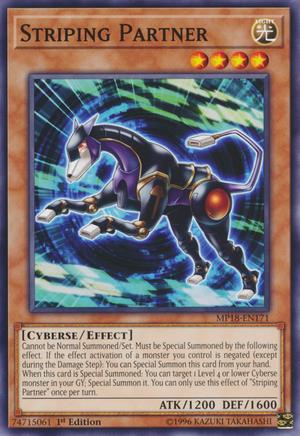 STRIPING PARTNER
LIGHT
光
MP18-EN171
[CYBERSE/EFFECT]
Cannot be Normal Summoned/Set. Must be Special Summoned by the following
effect. If the effect activation of a monster you control is negated (except
during the Damage Step): You can Special Summon this card from your hand.
When this card is Special Summoned: You can target 1 Level 4 or lower Cyberse
monster in your GY; Special Summon it. You can only use this effect of "Striping
Partner" once per turn.
ATK/1200 DEF/1600
74715061 1st Edition ©1996 KAZUKI TAKAHASHI